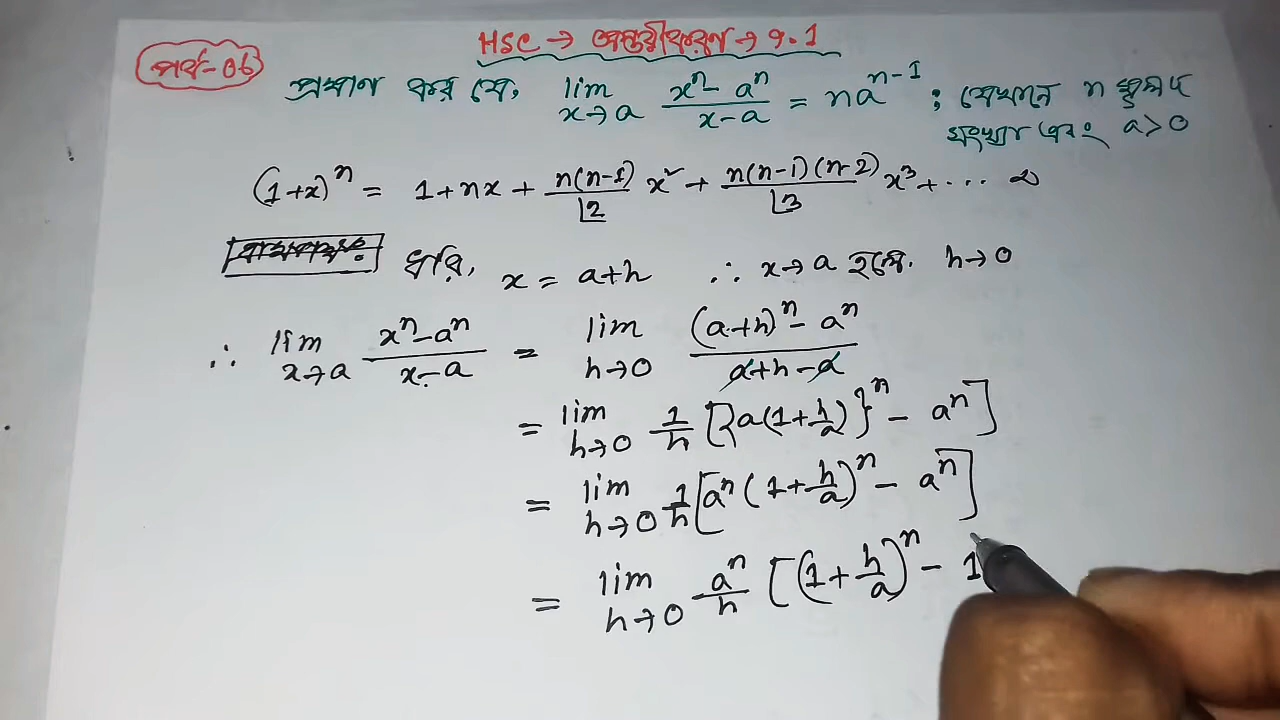 HSC → অন্তরীকরণ → ৭.1
পর্ব-06
প্রমাণ কর যে, lim x→a (xⁿ - aⁿ)/(x-a) = naⁿ⁻¹ ; যেখানে n মূলদ
সংখ্যা এবং a>0
(1+x)ⁿ = 1+nx+ n(n-1)/⌊2 x² + n(n-1)(n-2)/⌊3 x³ + ... ∞
ধরি, x = a+h ∴ x→a হলে, h→0
∴ lim x→a (xⁿ-aⁿ)/(x-a) = lim h→0 ((a+h)ⁿ - aⁿ)/(a+h-a)
= lim h→0 1/h [{a(1+h/a)}ⁿ - aⁿ]
= lim h→0 1/h [aⁿ(1+h/a)ⁿ - aⁿ]
= lim h→0 aⁿ/h [(1+h/a)ⁿ - 1